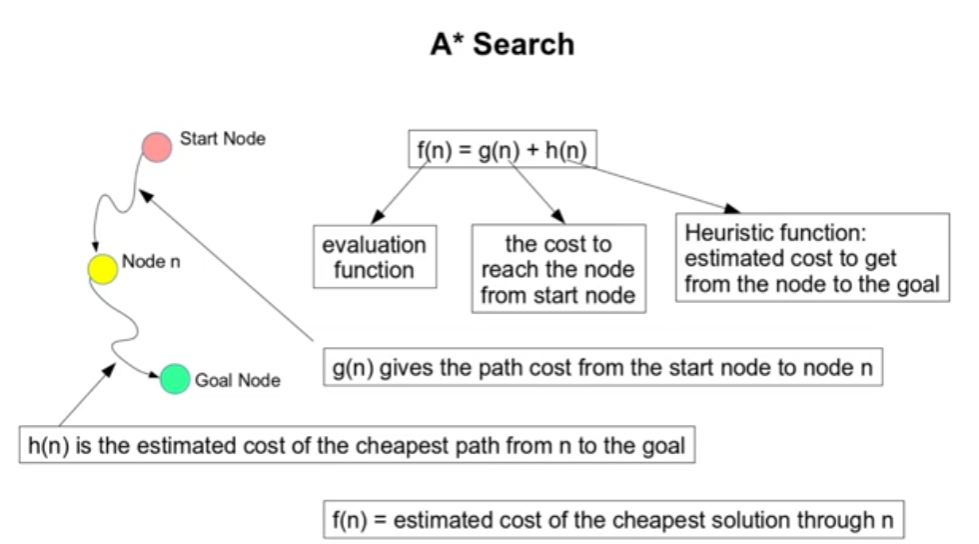 A* Search
Start Node
f(n) = g(n) + h(n)
evaluation
function
the cost to
reach the node
from start node
Heuristic function:
estimated cost to get
from the node to the goal
Node n
g(n) gives the path cost from the start node to node n
Goal Node
h(n) is the estimated cost of the cheapest path from n to the goal
f(n) = estimated cost of the cheapest solution through n